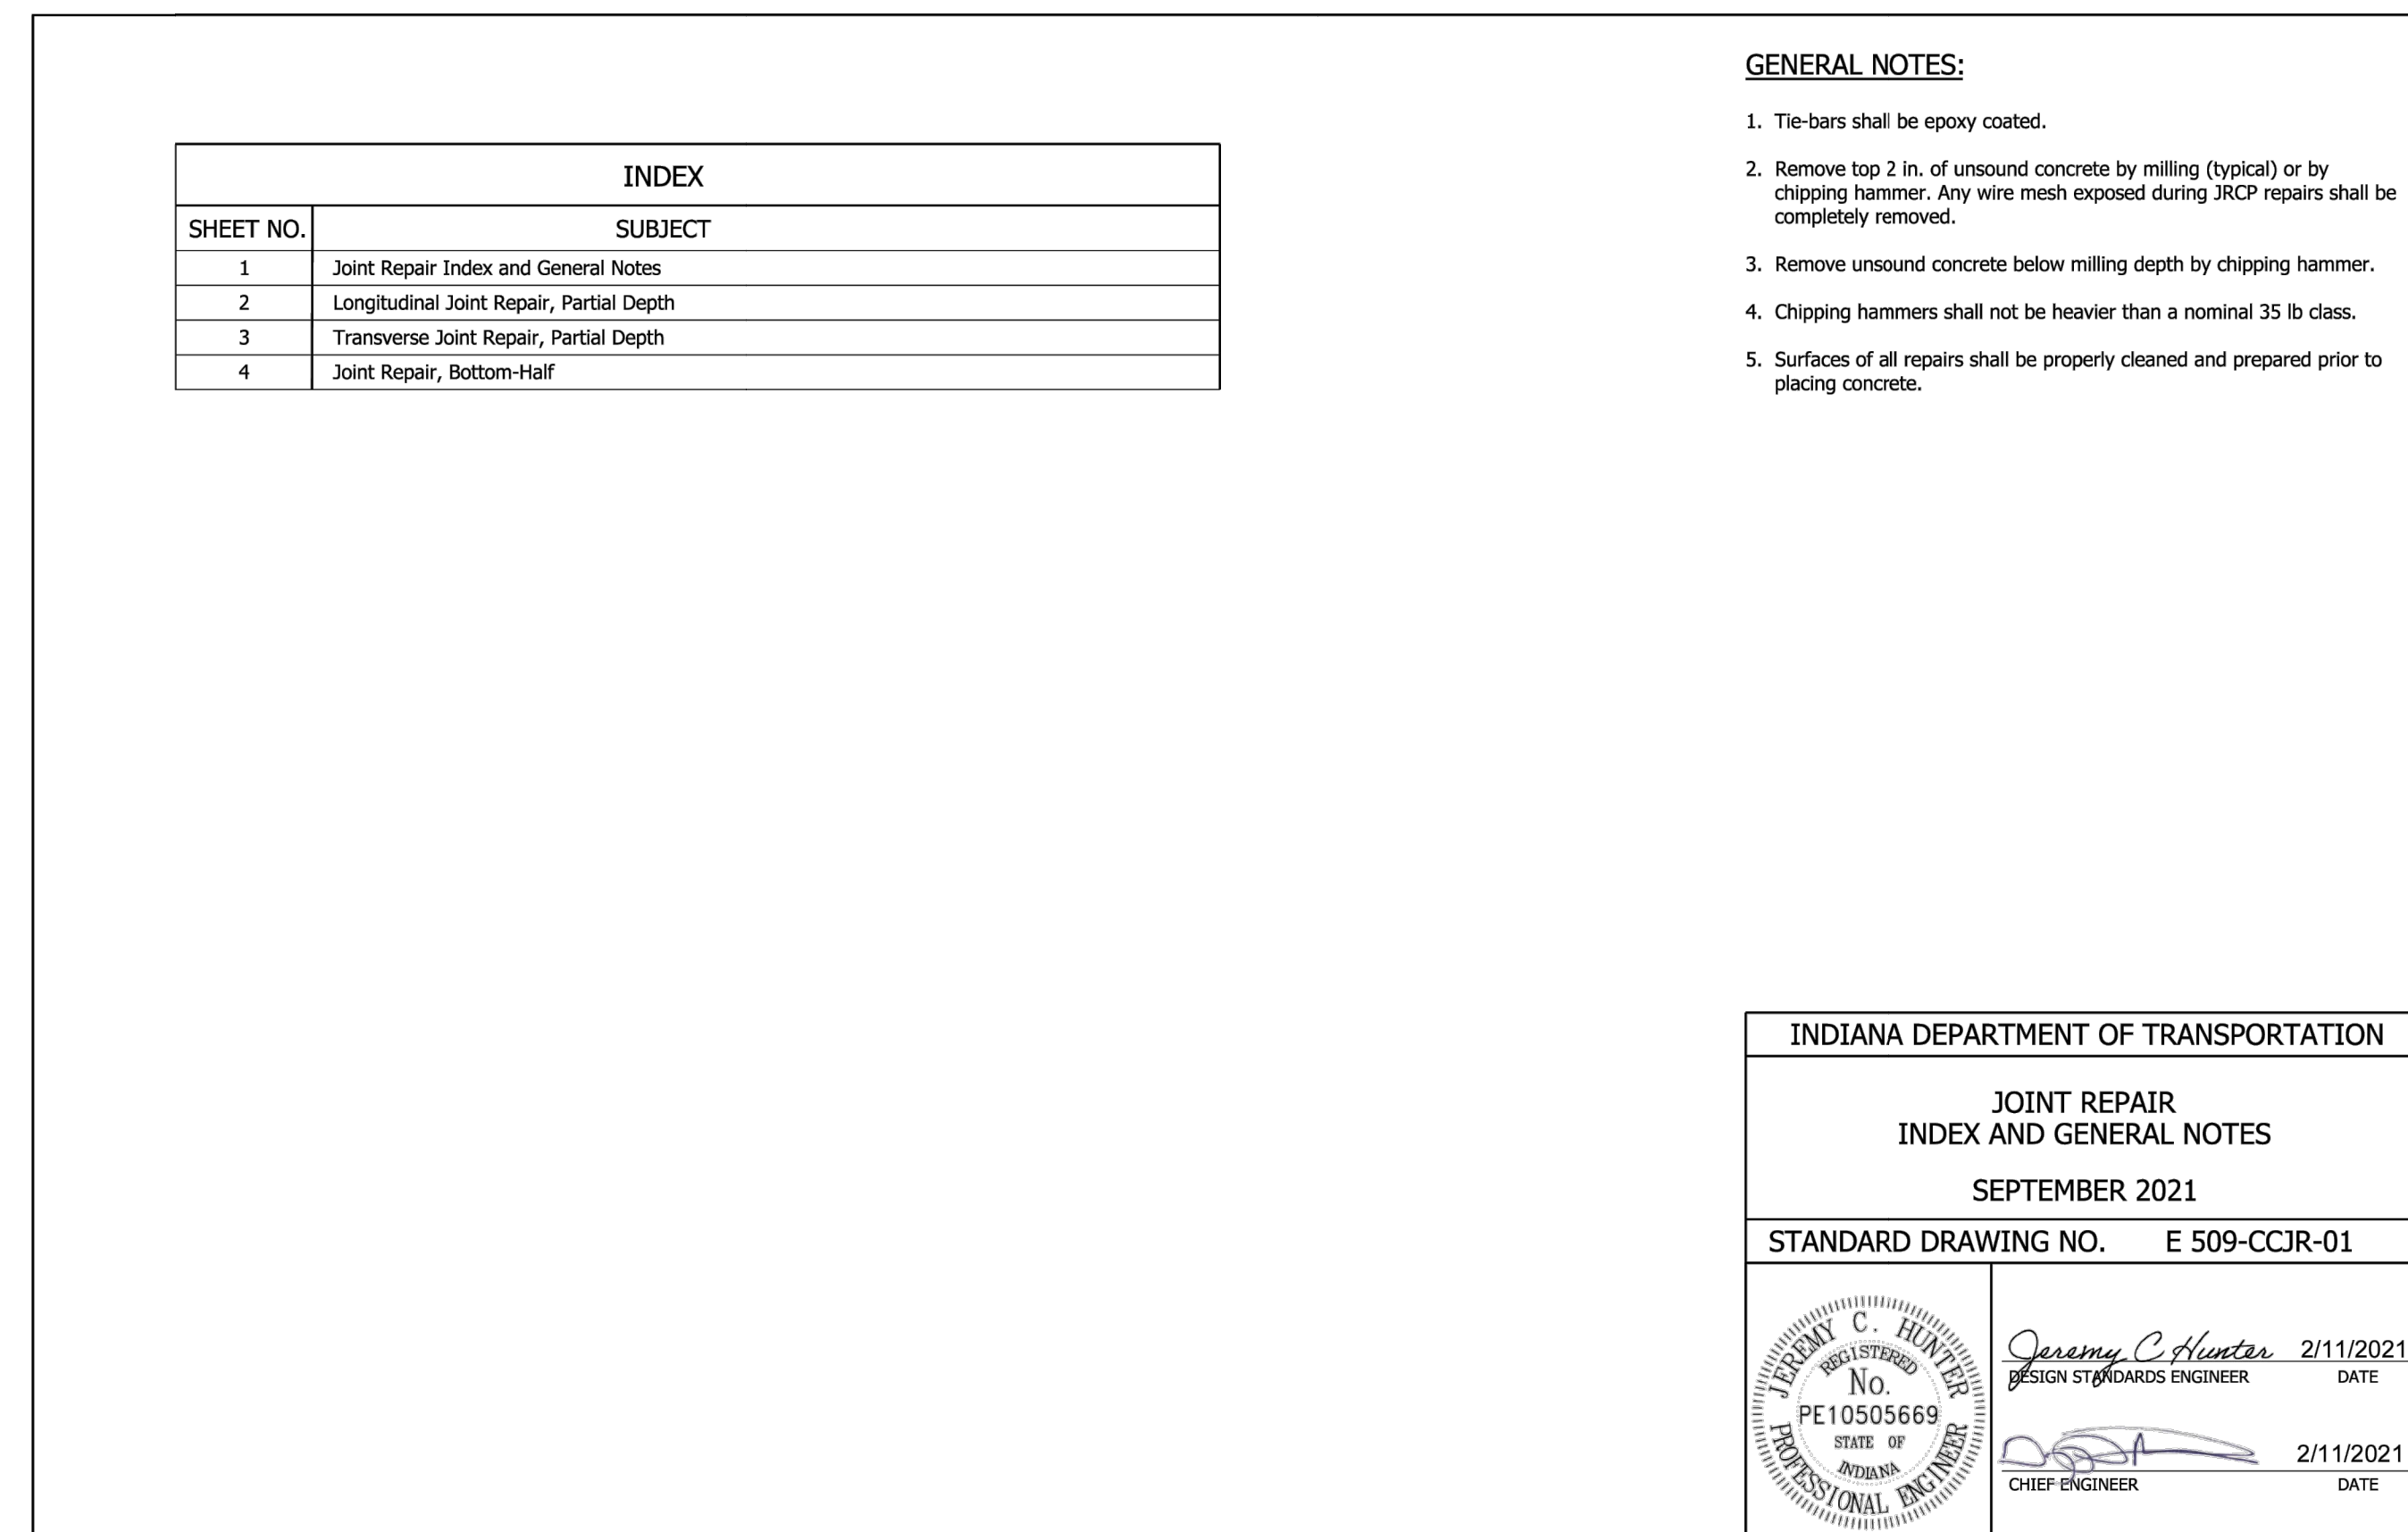 INDEX
SHEET NO. SUBJECT
1 Joint Repair Index and General Notes
2 Longitudinal Joint Repair, Partial Depth
3 Transverse Joint Repair, Partial Depth
4 Joint Repair, Bottom-Half
GENERAL NOTES:
1. Tie-bars shall be epoxy coated.
2. Remove top 2 in. of unsound concrete by milling (typical) or by
chipping hammer. Any wire mesh exposed during JRCP repairs shall be
completely removed.
3. Remove unsound concrete below milling depth by chipping hammer.
4. Chipping hammers shall not be heavier than a nominal 35 lb class.
5. Surfaces of all repairs shall be properly cleaned and prepared prior to
placing concrete.
INDIANA DEPARTMENT OF TRANSPORTATION
JOINT REPAIR
INDEX AND GENERAL NOTES
SEPTEMBER 2021
STANDARD DRAWING NO. E 509-CCJR-01
JEREMY C. HUNTER
REGISTERED
No.
PE10505669
STATE OF
INDIANA
PROFESSIONAL ENGINEER
Jeremy C Hunter 2/11/2021
DESIGN STANDARDS ENGINEER DATE
2/11/2021
CHIEF ENGINEER DATE